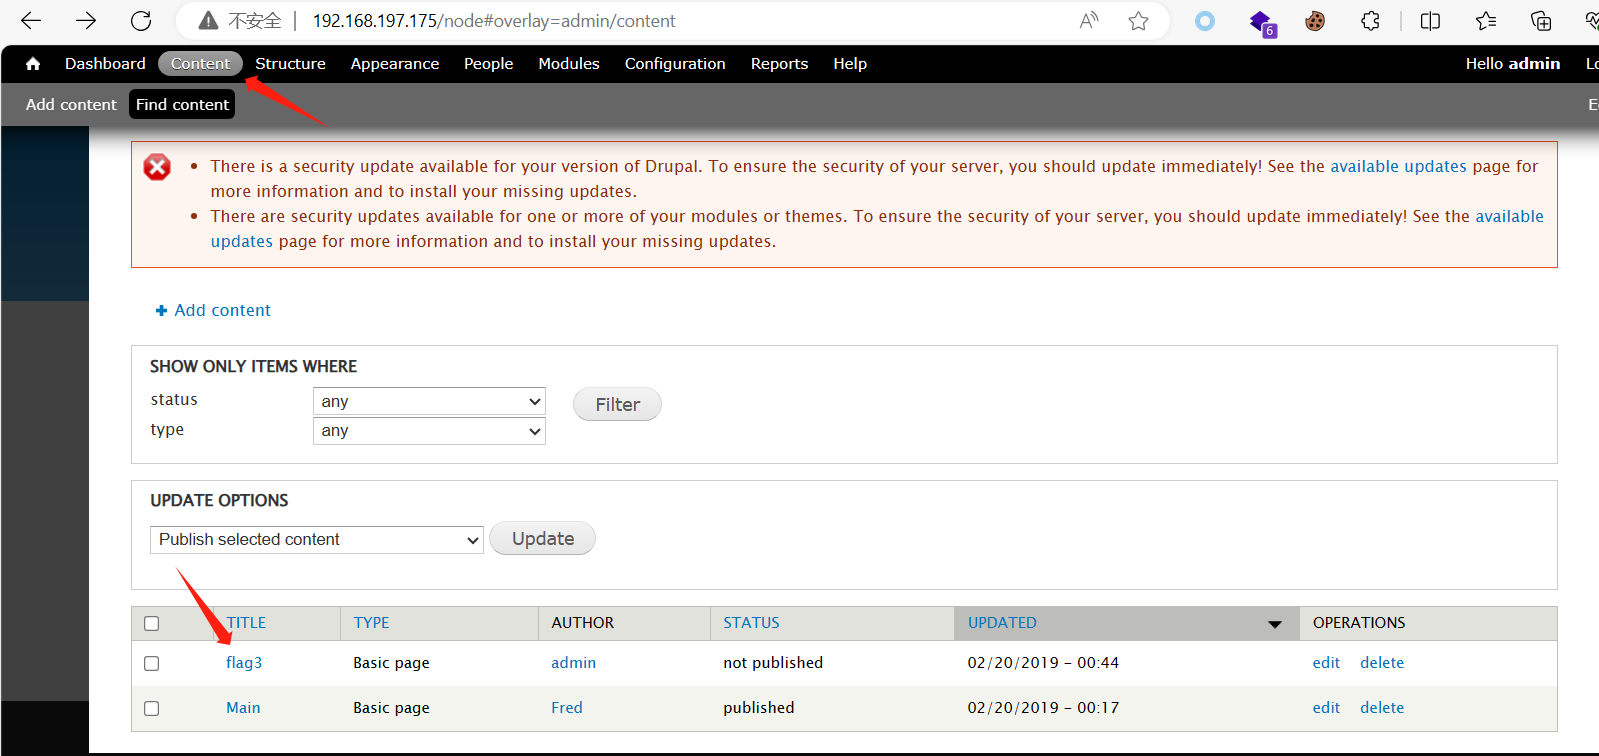 不安全 192.168.197.175/node#overlay=admin/content
6
Dashboard Content Structure Appearance People Modules Configuration Reports Help Hello admin
Add content Find content
There is a security update available for your version of Drupal. To ensure the security of your server, you should update immediately! See the available updates page for
more information and to install your missing updates.
There are security updates available for one or more of your modules or themes. To ensure the security of your server, you should update immediately! See the available
updates page for more information and to install your missing updates.
Add content
SHOW ONLY ITEMS WHERE
status any Filter
type any
UPDATE OPTIONS
Publish selected content Update
TITLE TYPE AUTHOR STATUS UPDATED OPERATIONS
flag3 Basic page admin not published 02/20/2019 - 00:44 edit delete
Main Basic page Fred published 02/20/2019 - 00:17 edit delete